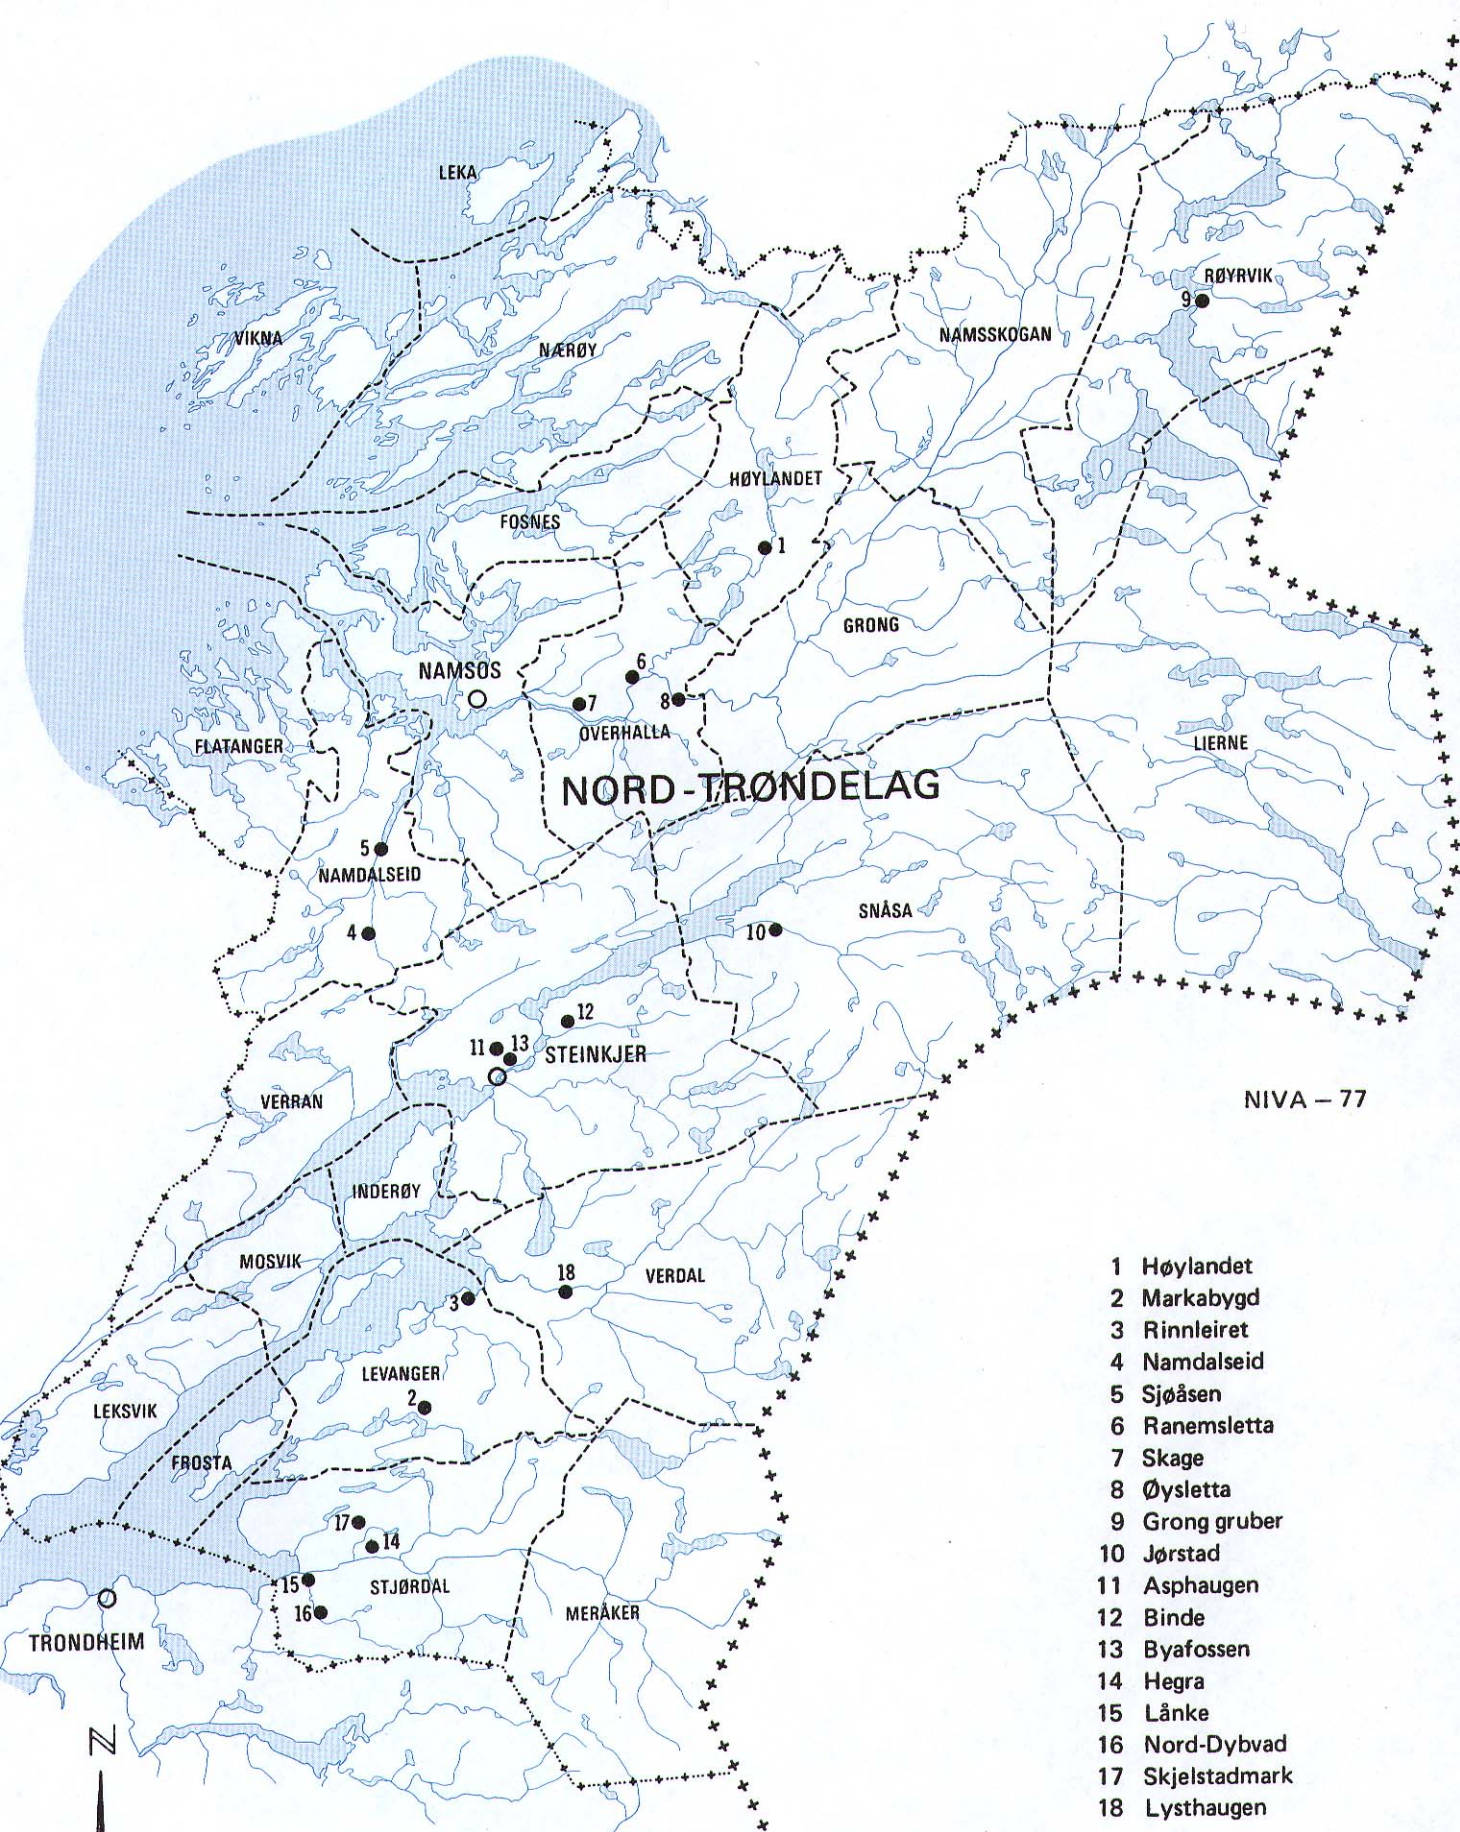 LEKA
VIKNA
NÆRØY
RØYRVIK
9
NAMSSKOGAN
HØYLANDET
FOSNES
1
GRONG
NAMSOS
6
7
8
OVERHALLA
FLATANGER
LIERNE
NORD-TRØNDELAG
5
NAMDALSEID
4
10
SNÅSA
12
11
13
STEINKJER
VERRAN
NIVA – 77
INDERØY
MOSVIK
18
VERDAL
3
LEVANGER
2
LEKSVIK
FROSTA
17
14
15
STJØRDAL
16
MERÅKER
TRONDHEIM
N
1 Høylandet
2 Markabygd
3 Rinnleiret
4 Namdalseid
5 Sjøåsen
6 Ranemsletta
7 Skage
8 Øysletta
9 Grong gruber
10 Jørstad
11 Asphaugen
12 Binde
13 Byafossen
14 Hegra
15 Lånke
16 Nord-Dybvad
17 Skjelstadmark
18 Lysthaugen